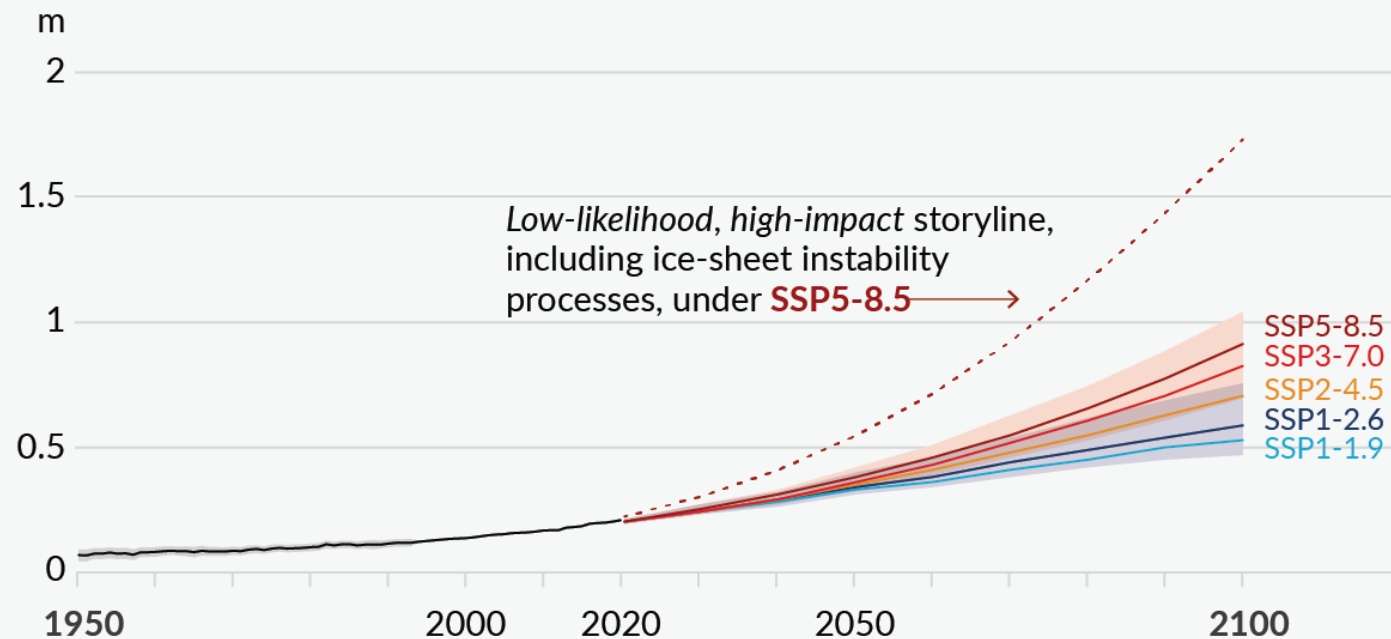 m
2
1.5
Low-likelihood, high-impact storyline,
including ice-sheet instability
processes, under SSP5-8.5
1
SSP5-8.5
SSP3-7.0
SSP2-4.5
SSP1-2.6
SSP1-1.9
0.5
0
1950 2000 2020 2050 2100